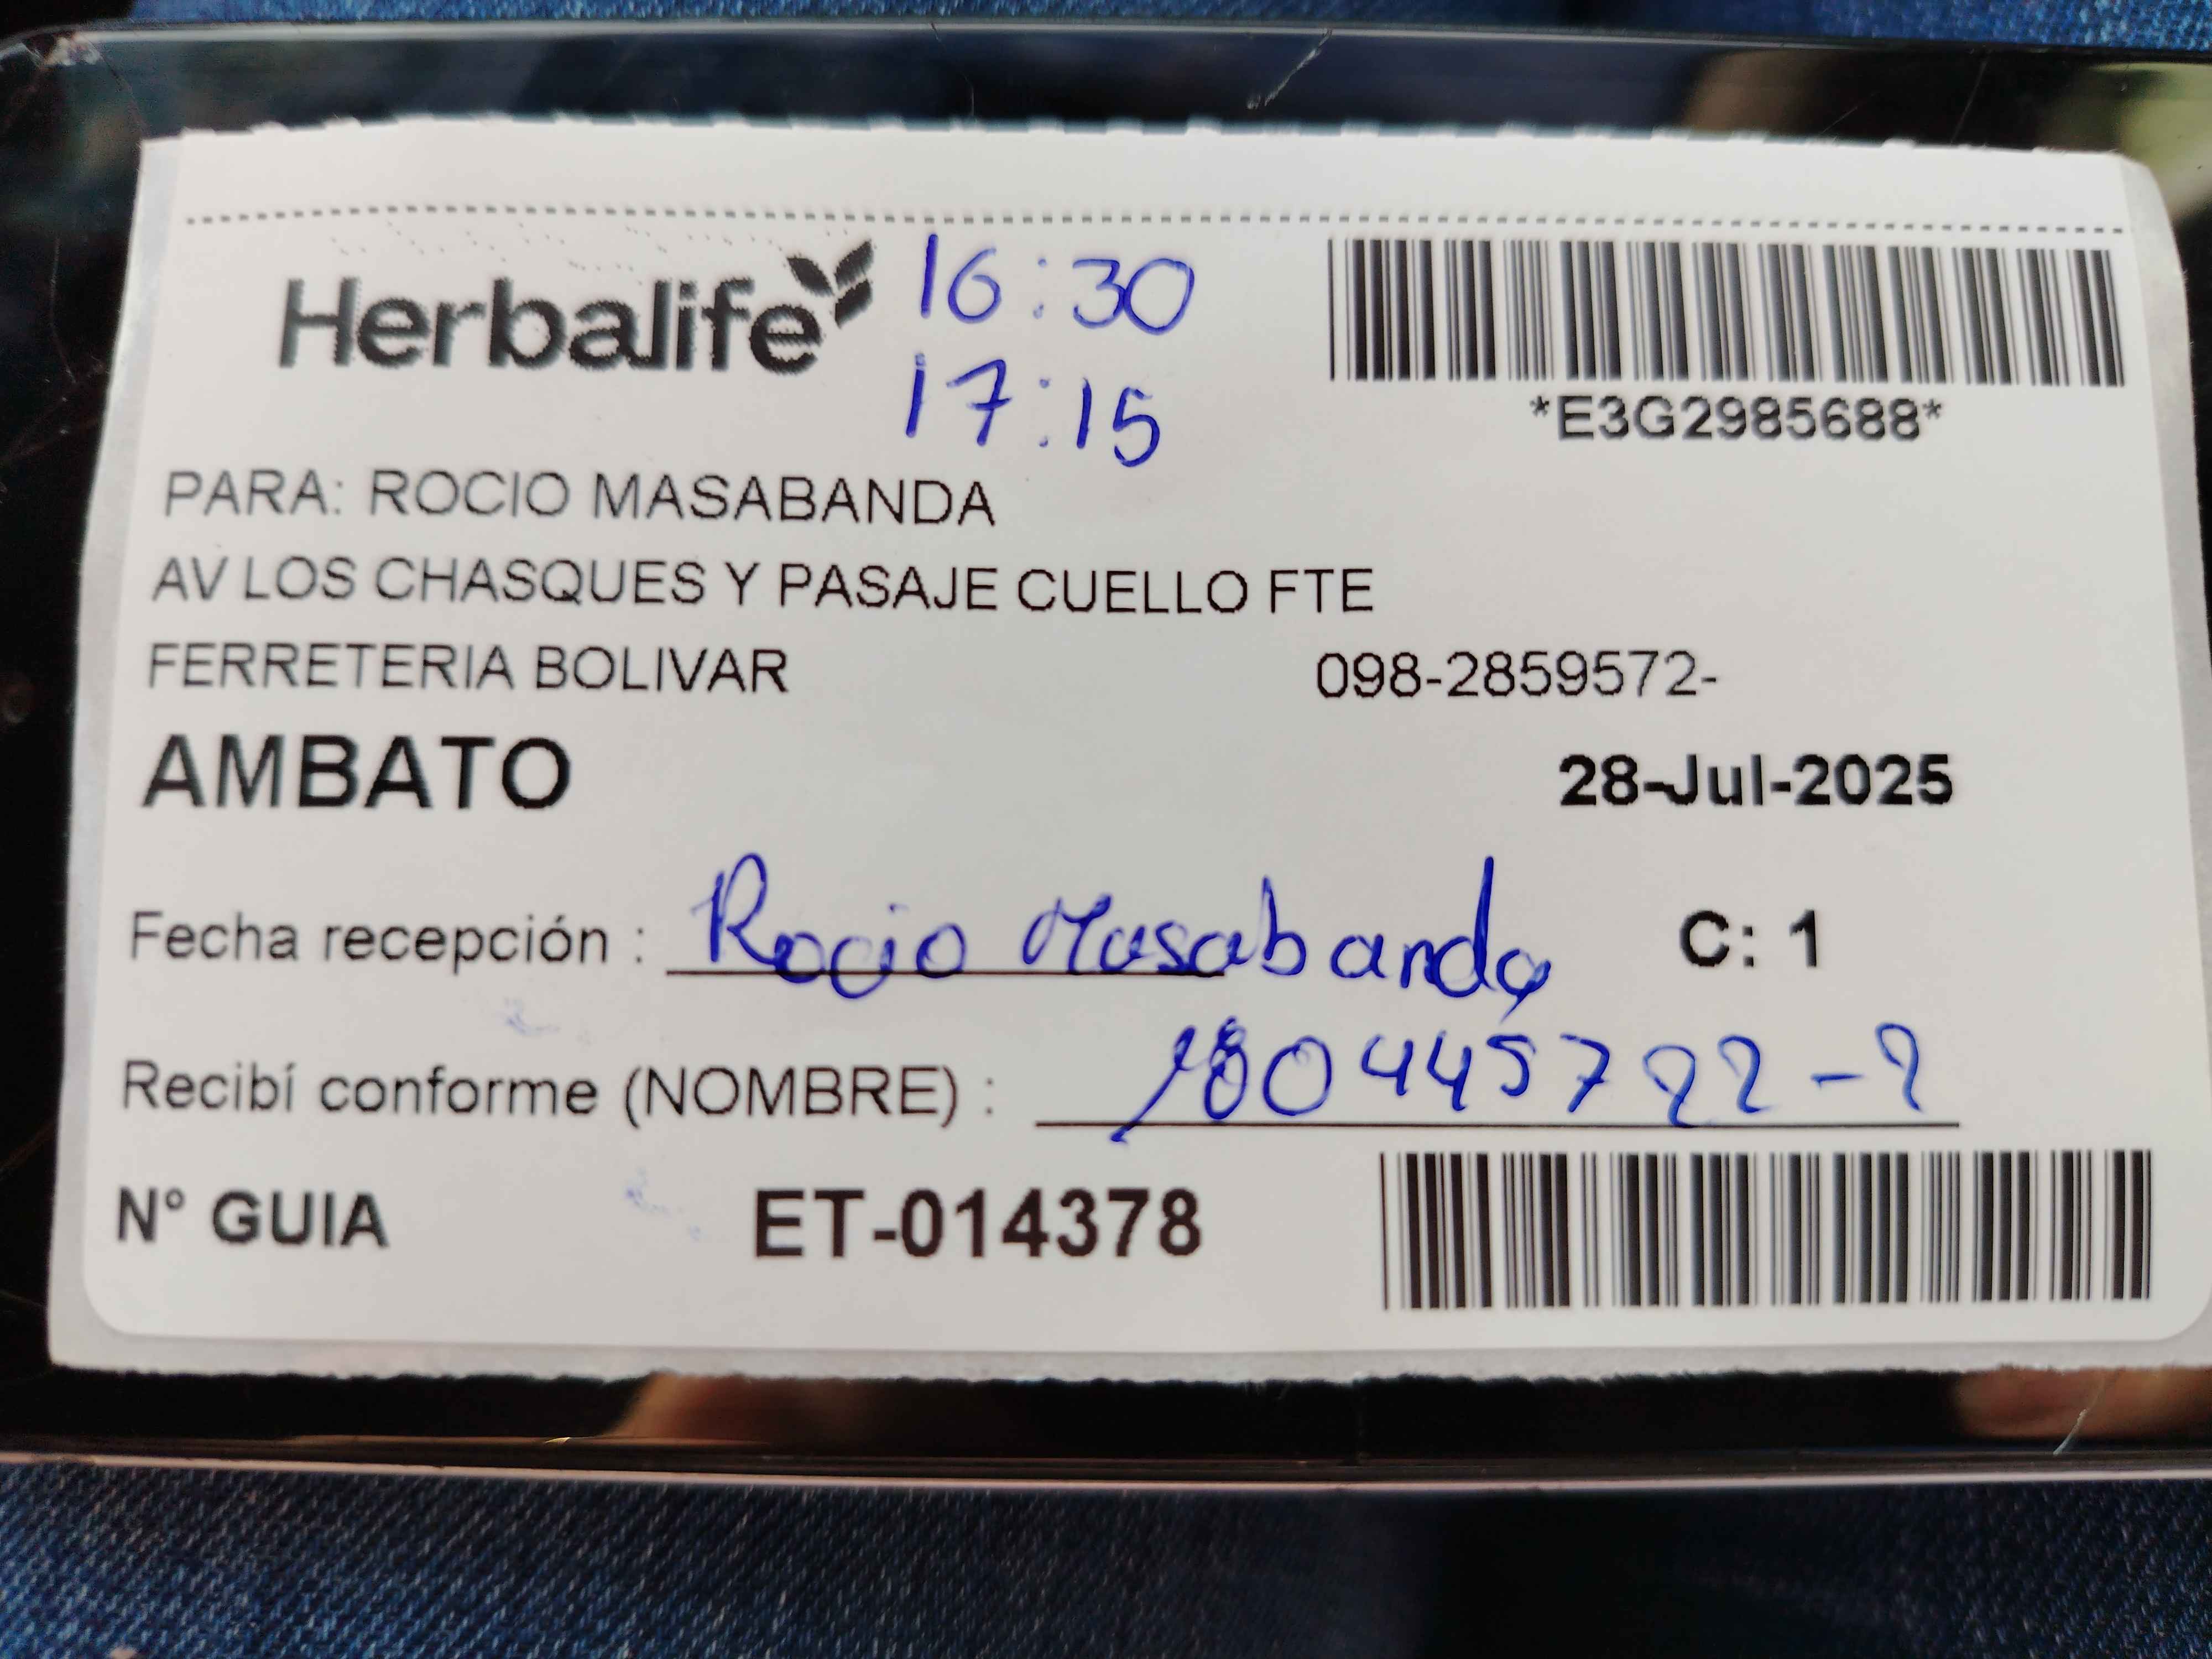 Herbalife
16:30
17:15
*E3G2985688*
PARA: ROCIO MASABANDA
AV LOS CHASQUES Y PASAJE CUELLO FTE
FERRETERIA BOLIVAR 098-2859572-
AMBATO
28-Jul-2025
Fecha recepción : Rocio Masabanda C: 1
Recibí conforme (NOMBRE) : 180445722-2
N° GUIA ET-014378